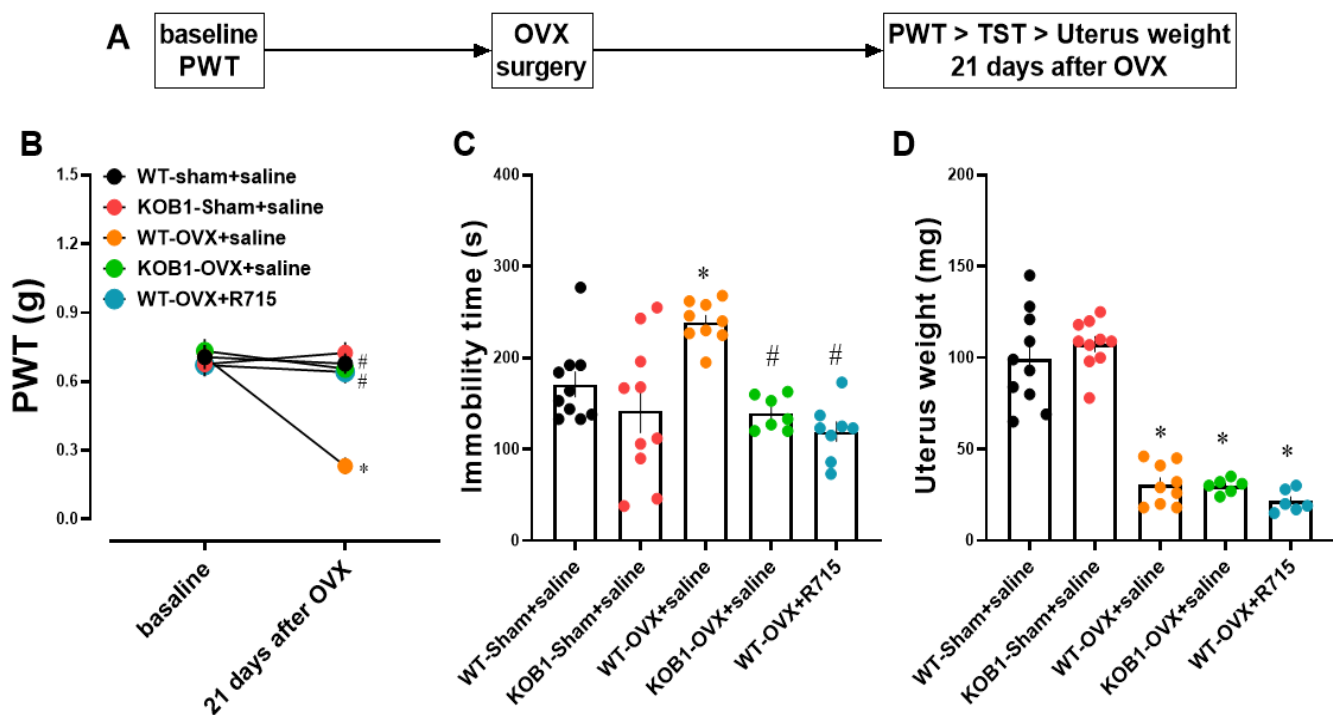 A
baseline
PWT
OVX
surgery
PWT > TST > Uterus weight
21 days after OVX
B
PWT (g)
1.5
1.2
0.9
0.6
0.3
0.0
WT-sham+saline
KOB1-Sham+saline
WT-OVX+saline
KOB1-OVX+saline
WT-OVX+R715
#
#
*
basaline
21 days after OVX
C
Immobility time (s)
400
300
200
100
0
*
#
#
WT-Sham+saline
KOB1-Sham+saline
WT-OVX+saline
KOB1-OVX+saline
WT-OVX+R715
D
Uterus weight (mg)
150
100
50
0
*
*
*
WT-Sham+saline
KOB1-Sham+saline
WT-OVX+saline
KOB1-OVX+saline
WT-OVX+R715